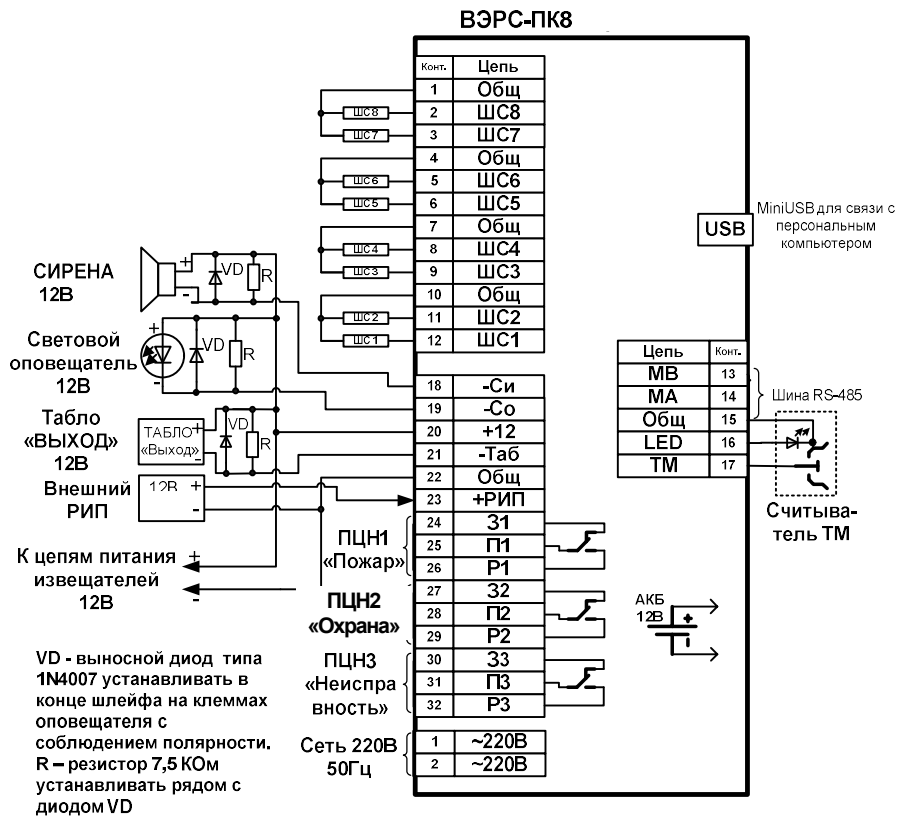 ВЭРС-ПК8
Конт. Цепь
1 Общ
2 ШС8
3 ШС7
4 Общ
5 ШС6
6 ШС5
7 Общ
8 ШС4
9 ШС3
10 Общ
11 ШС2
12 ШС1
ШС8
ШС7
ШС6
ШС5
ШС4
ШС3
ШС2
ШС1
18 -Си
19 -Со
20 +12
21 -Таб
22 Общ
23 +РИП
24 З1
25 П1
26 Р1
27 З2
28 П2
29 Р2
30 З3
31 П3
32 Р3
1 ~220В
2 ~220В
СИРЕНА
12В
+ VD R
-
Световой
оповещатель
12В
+ VD R
-
Табло
«ВЫХОД»
12В
ТАБЛО
«Выход»
+ VD R
-
Внешний
РИП
12В +
-
К цепям питания
извещателей
12В
+
-
ПЦН1
«Пожар»
ПЦН2
«Охрана»
ПЦН3
«Неиспра
вность»
Сеть 220В
50Гц
USB
MiniUSB для связи с
персональным
компьютером
Цепь Конт.
МВ 13
МА 14
Общ 15
LED 16
ТМ 17
Шина RS-485
Считыва-
тель ТМ
АКБ
12В
+
-
VD - выносной диод типа
1N4007 устанавливать в
конце шлейфа на клеммах
оповещателя с
соблюдением полярности.
R – резистор 7,5 КОм
устанавливать рядом с
диодом VD